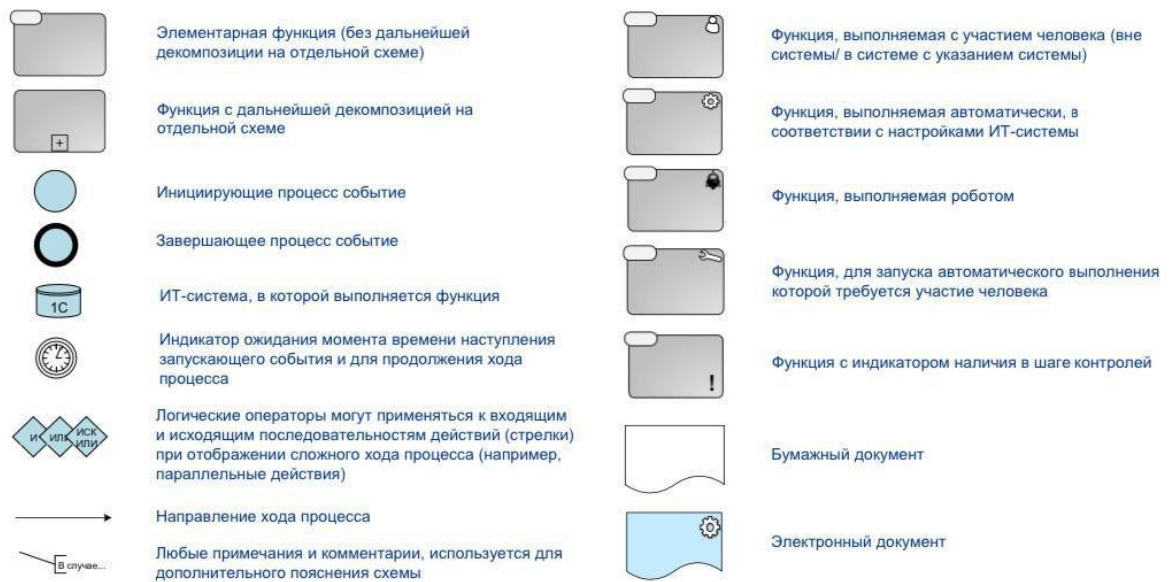 Элементарная функция (без дальнейшей
декомпозиции на отдельной схеме)
Функция с дальнейшей декомпозицией на
отдельной схеме
Инициирующие процесс событие
Завершающее процесс событие
1С
ИТ-система, в которой выполняется функция
Индикатор ожидания момента времени наступления
запускающего события и для продолжения хода
процесса
И ИЛИ ИСК
ИЛИ
Логические операторы могут применяться к входящим
и исходящим последовательностям действий (стрелки)
при отображении сложного хода процесса (например,
параллельные действия)
Направление хода процесса
В случае...
Любые примечания и комментарии, используется для
дополнительного пояснения схемы
Функция, выполняемая с участием человека (вне
системы/ в системе с указанием системы)
Функция, выполняемая автоматически, в
соответствии с настройками ИТ-системы
Функция, выполняемая роботом
Функция, для запуска автоматического выполнения
которой требуется участие человека
!
Функция с индикатором наличия в шаге контролей
Бумажный документ
Электронный документ